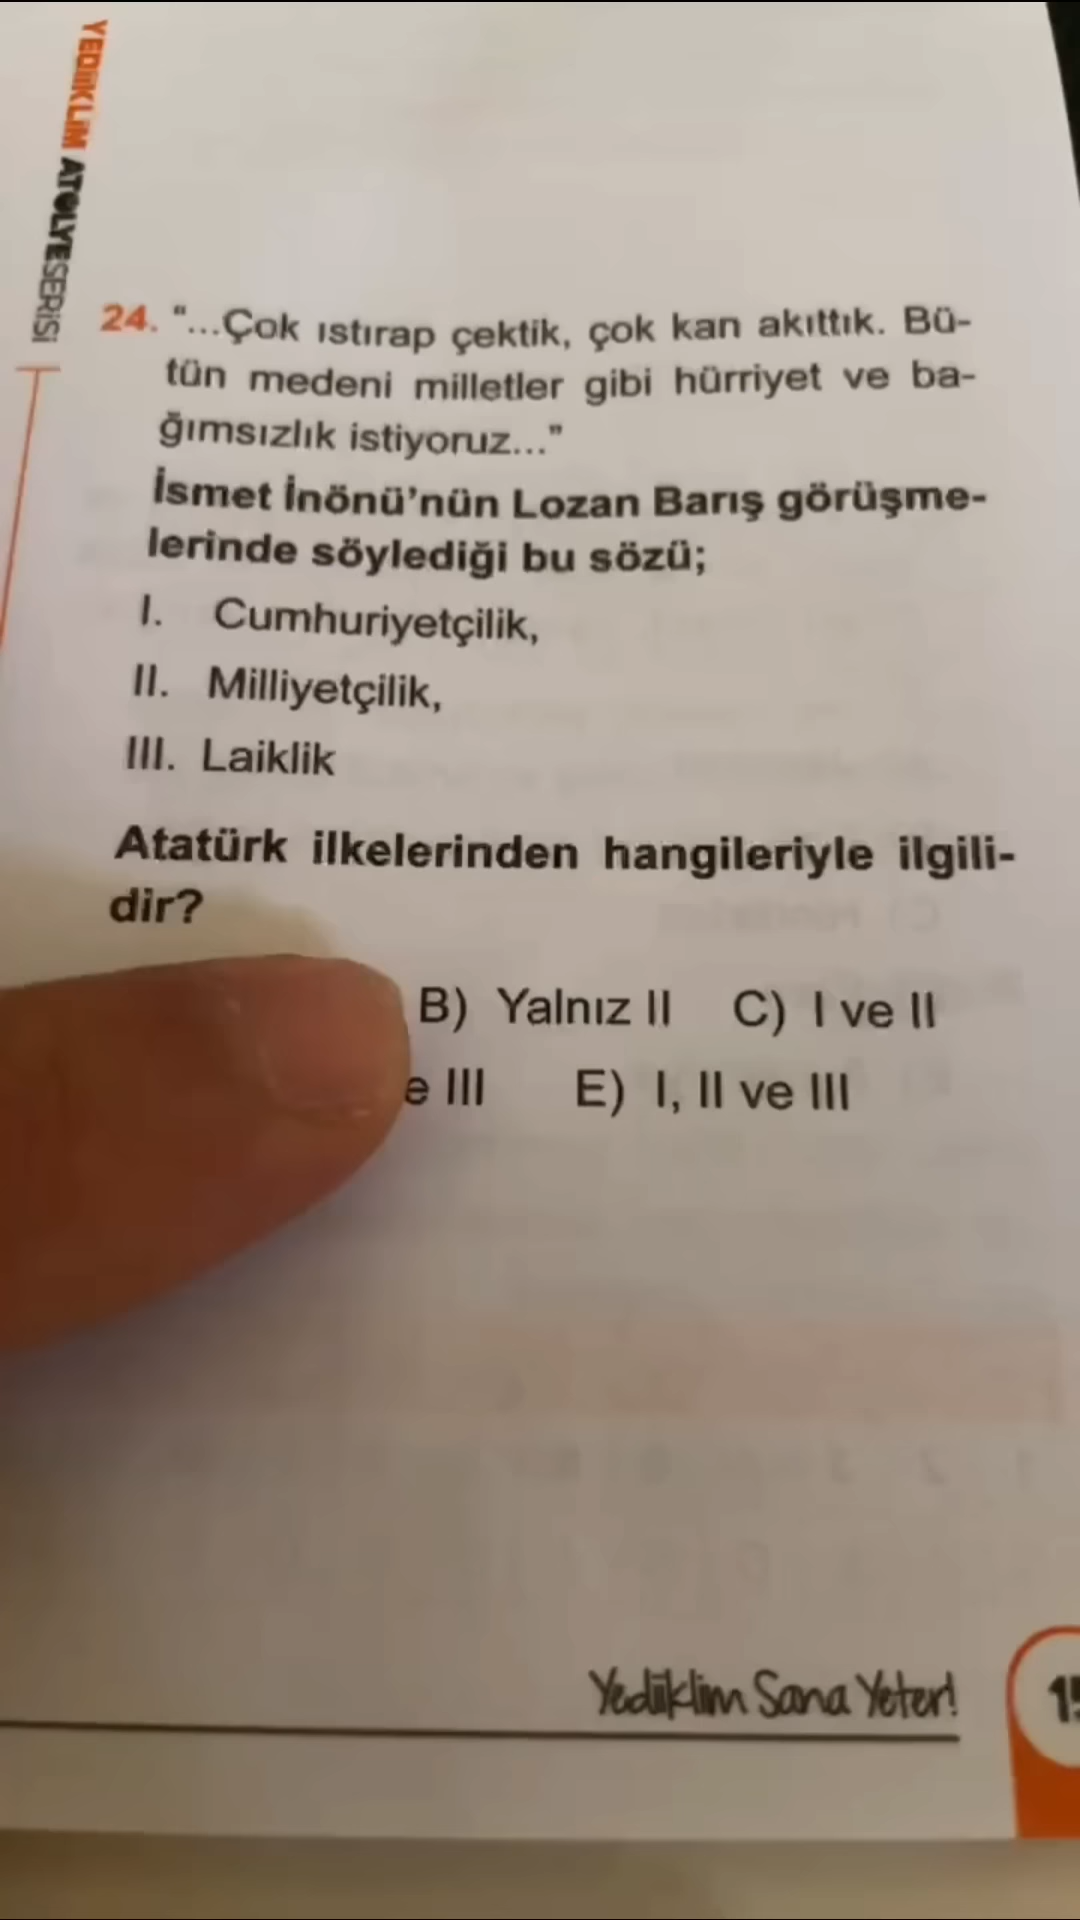 YEDİİKLİM ATÖLYESERİSİ
24. "...Çok ıstırap çektik, çok kan akıttık. Bü-
tün medeni milletler gibi hürriyet ve ba-
ğımsızlık istiyoruz..."
İsmet İnönü'nün Lozan Barış görüşme-
lerinde söylediği bu sözü;
I. Cumhuriyetçilik,
II. Milliyetçilik,
III. Laiklik
Atatürk ilkelerinden hangileriyle ilgili-
dir?
B) Yalnız II C) I ve II
e III E) I, II ve III
Yediiklim Sana Yeter!